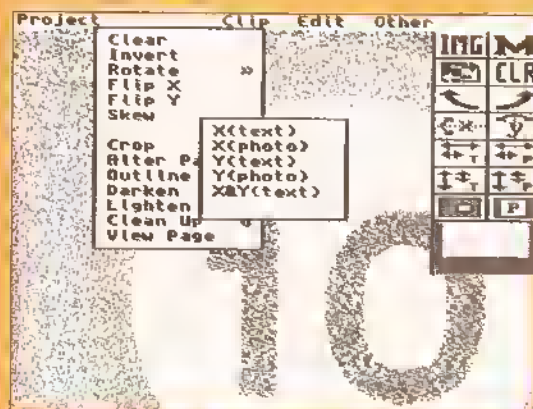 Project Clip Edit Other
Clear
Invert
Rotate »
Flip X
Flip Y
Skew
Crop
Alter
Outline
Darken
Lighten
Clean Up
View Page
X(text)
X(photo)
Y(text)
Y(photo)
X&Y(text)
IMG
CLR
T P
T P
P
10